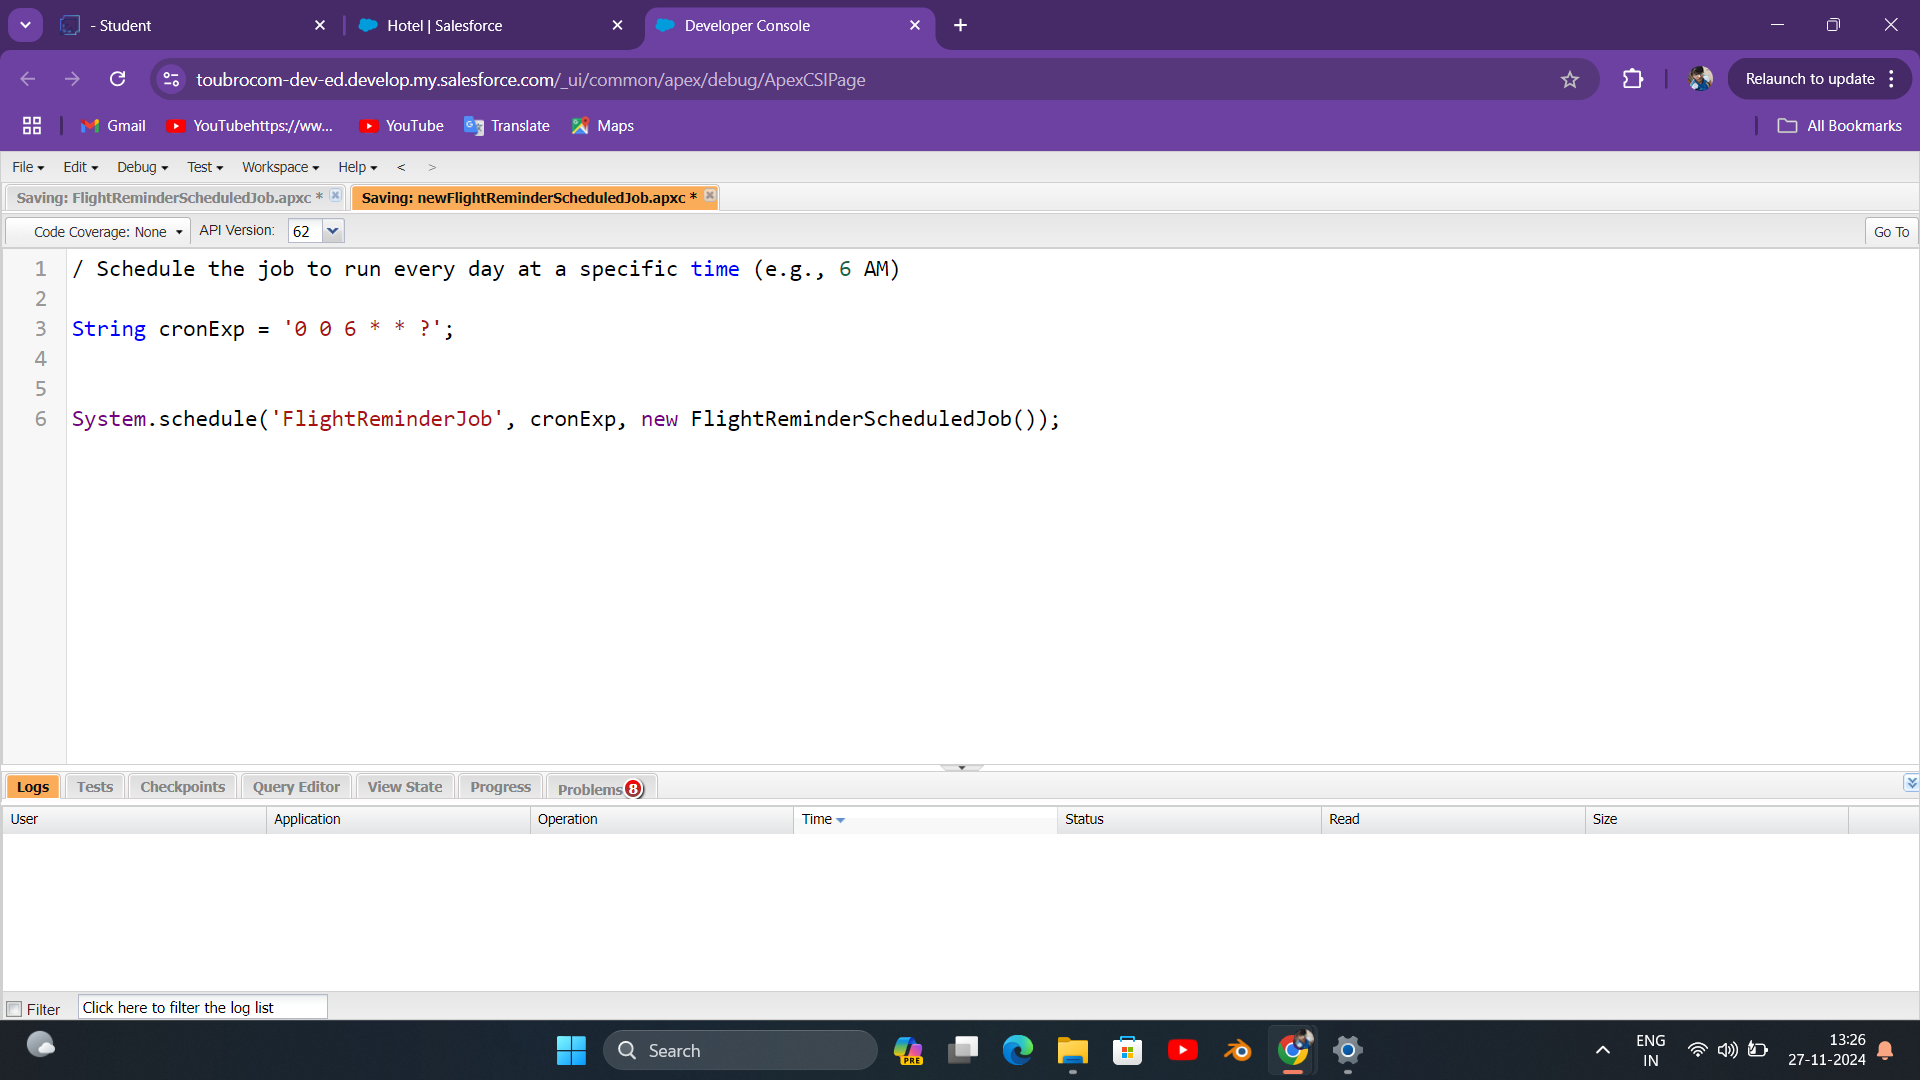 - Student
Hotel | Salesforce
Developer Console
toubrocom-dev-ed.develop.my.salesforce.com/_ui/common/apex/debug/ApexCSIPage
Relaunch to update
Gmail
YouTubehttps://ww...
YouTube
Translate
Maps
All Bookmarks
File Edit Debug Test Workspace Help < >
Saving: FlightReminderScheduledJob.apxc *
Saving: newFlightReminderScheduledJob.apxc *
Code Coverage: None API Version: 62 Go To
1 / Schedule the job to run every day at a specific time (e.g., 6 AM)
2
3 String cronExp = '0 0 6 * * ?';
4
5
6 System.schedule('FlightReminderJob', cronExp, new FlightReminderScheduledJob());
Logs Tests Checkpoints Query Editor View State Progress Problems 8
User Application Operation Time Status Read Size
Filter Click here to filter the log list
Search
PRE
ENG
IN
13:26
27-11-2024